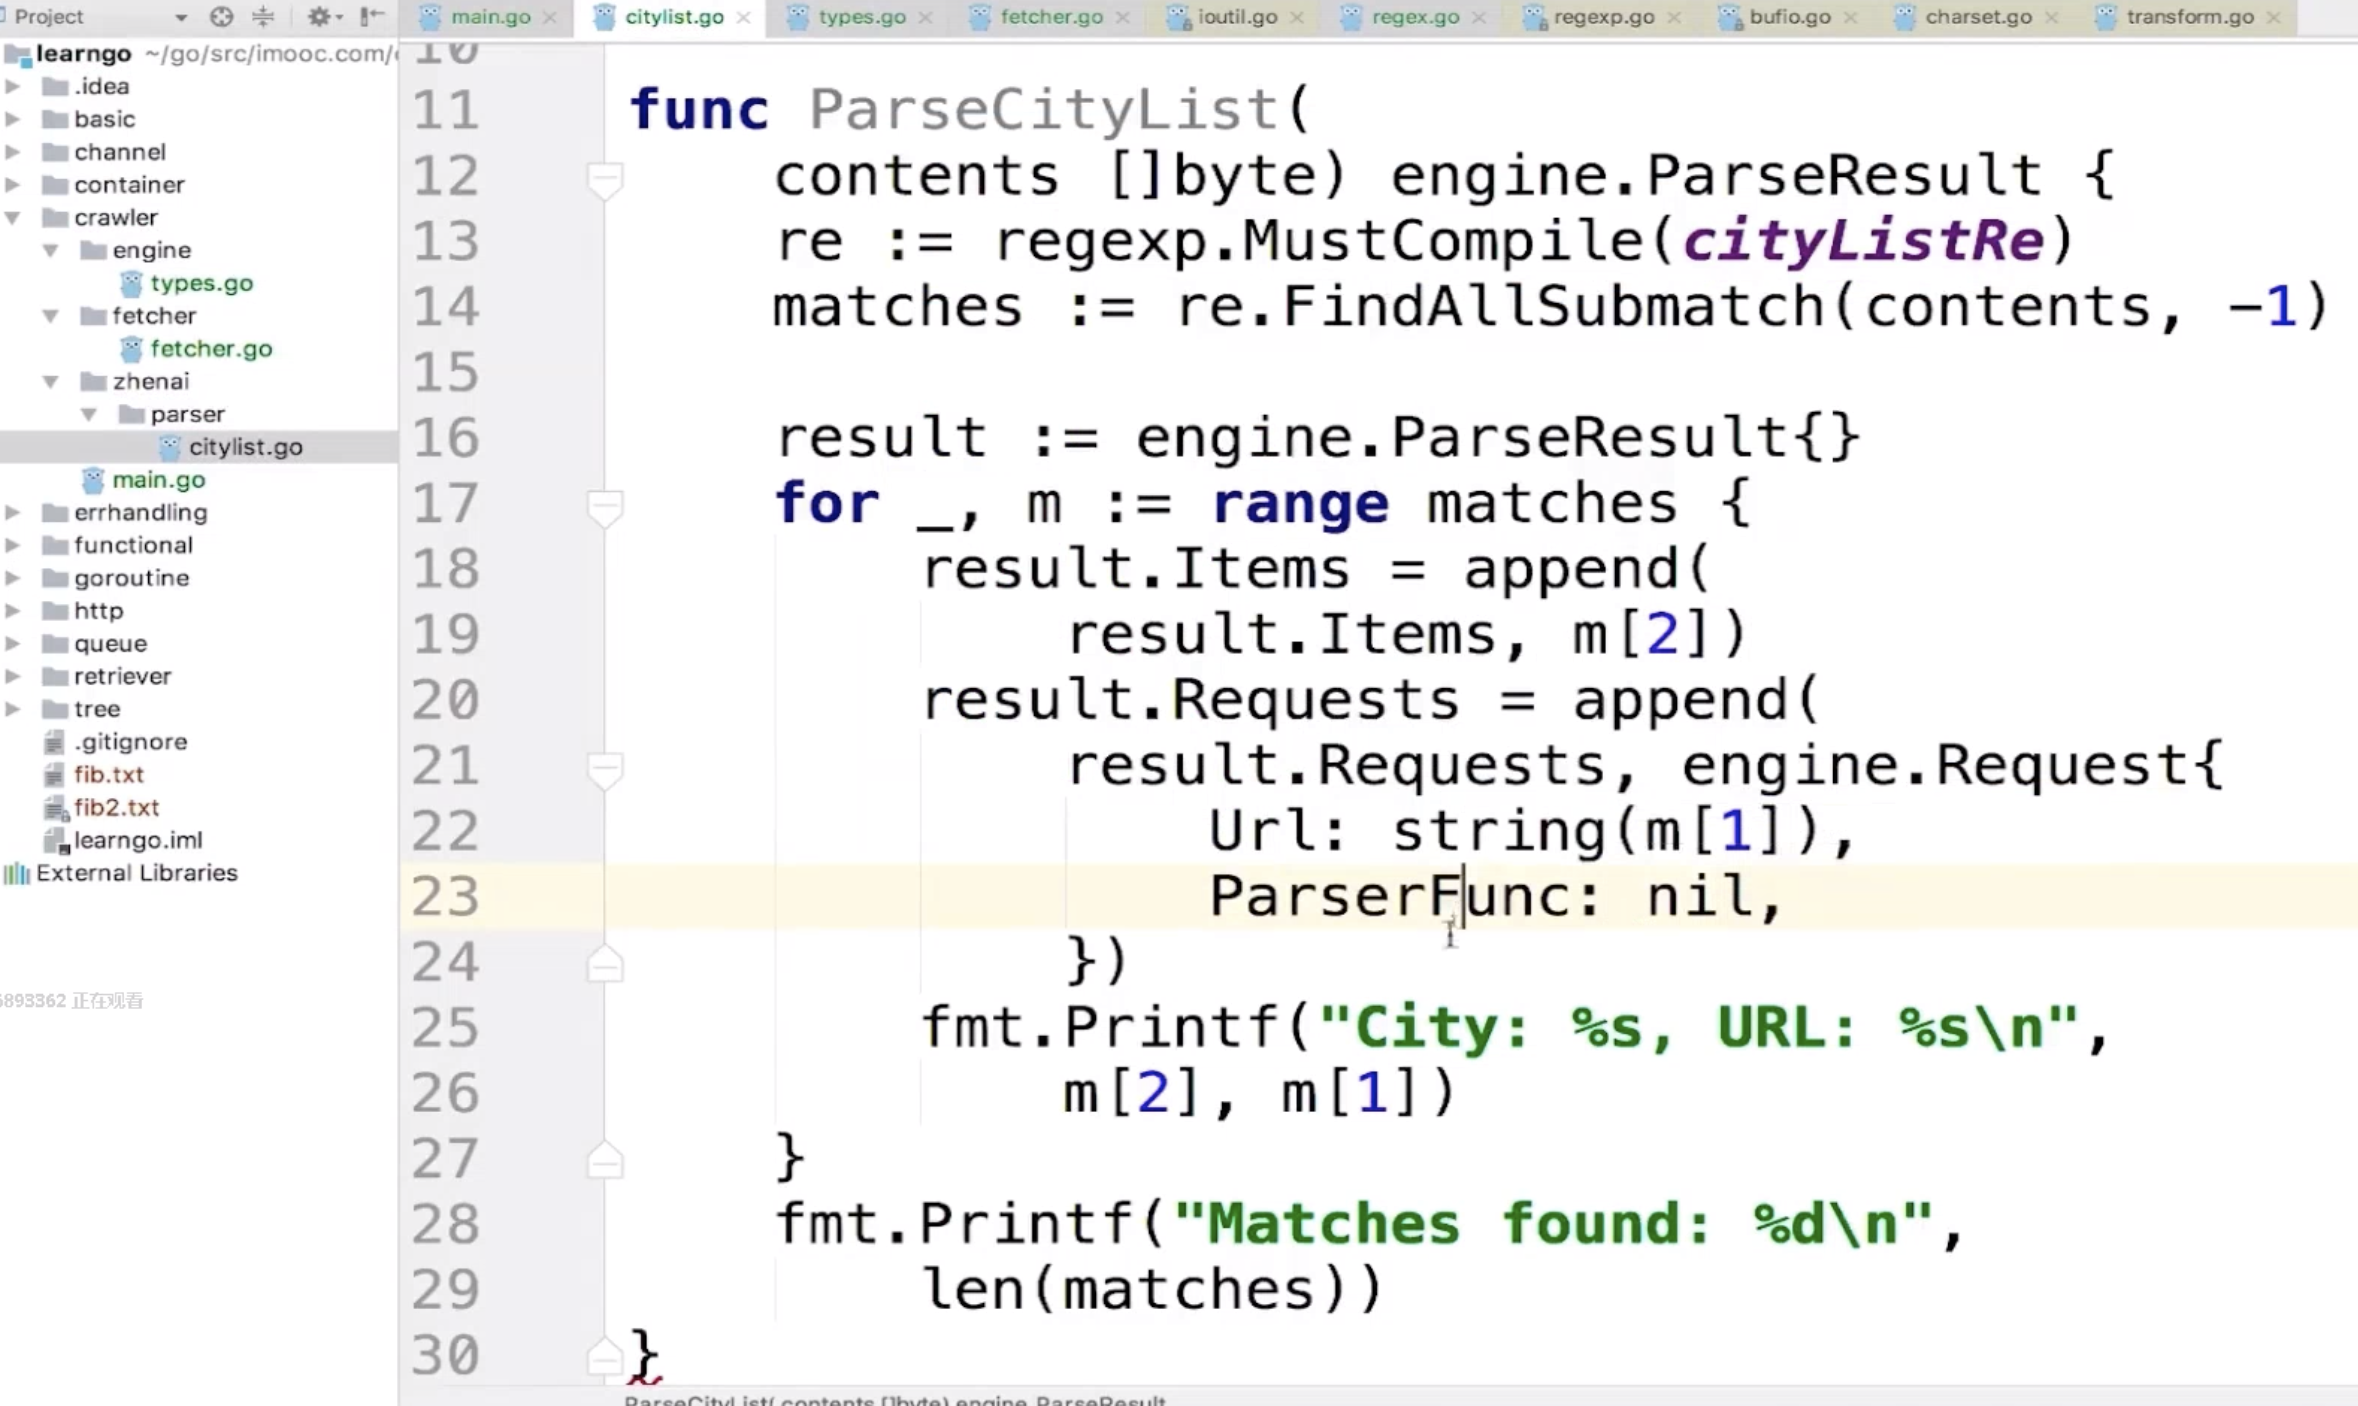 Project
main.go
citylist.go
types.go
fetcher.go
ioutil.go
regex.go
regexp.go
bufio.go
charset.go
transform.go
learngo ~/go/src/imooc.com/
.idea
basic
channel
container
crawler
engine
types.go
fetcher
fetcher.go
zhenai
parser
citylist.go
main.go
errhandling
functional
goroutine
http
queue
retriever
tree
.gitignore
fib.txt
fib2.txt
learngo.iml
External Libraries
6893362 正在观看
10
11 func ParseCityList(
12 contents []byte) engine.ParseResult {
13 re := regexp.MustCompile(cityListRe)
14 matches := re.FindAllSubmatch(contents, -1)
15
16 result := engine.ParseResult{}
17 for _, m := range matches {
18 result.Items = append(
19 result.Items, m[2])
20 result.Requests = append(
21 result.Requests, engine.Request{
22 Url: string(m[1]),
23 ParserFunc: nil,
24 })
25 fmt.Printf("City: %s, URL: %s\n",
26 m[2], m[1])
27 }
28 fmt.Printf("Matches found: %d\n",
29 len(matches))
30 }
ParseCityList( contents []byte) engine.ParseResult